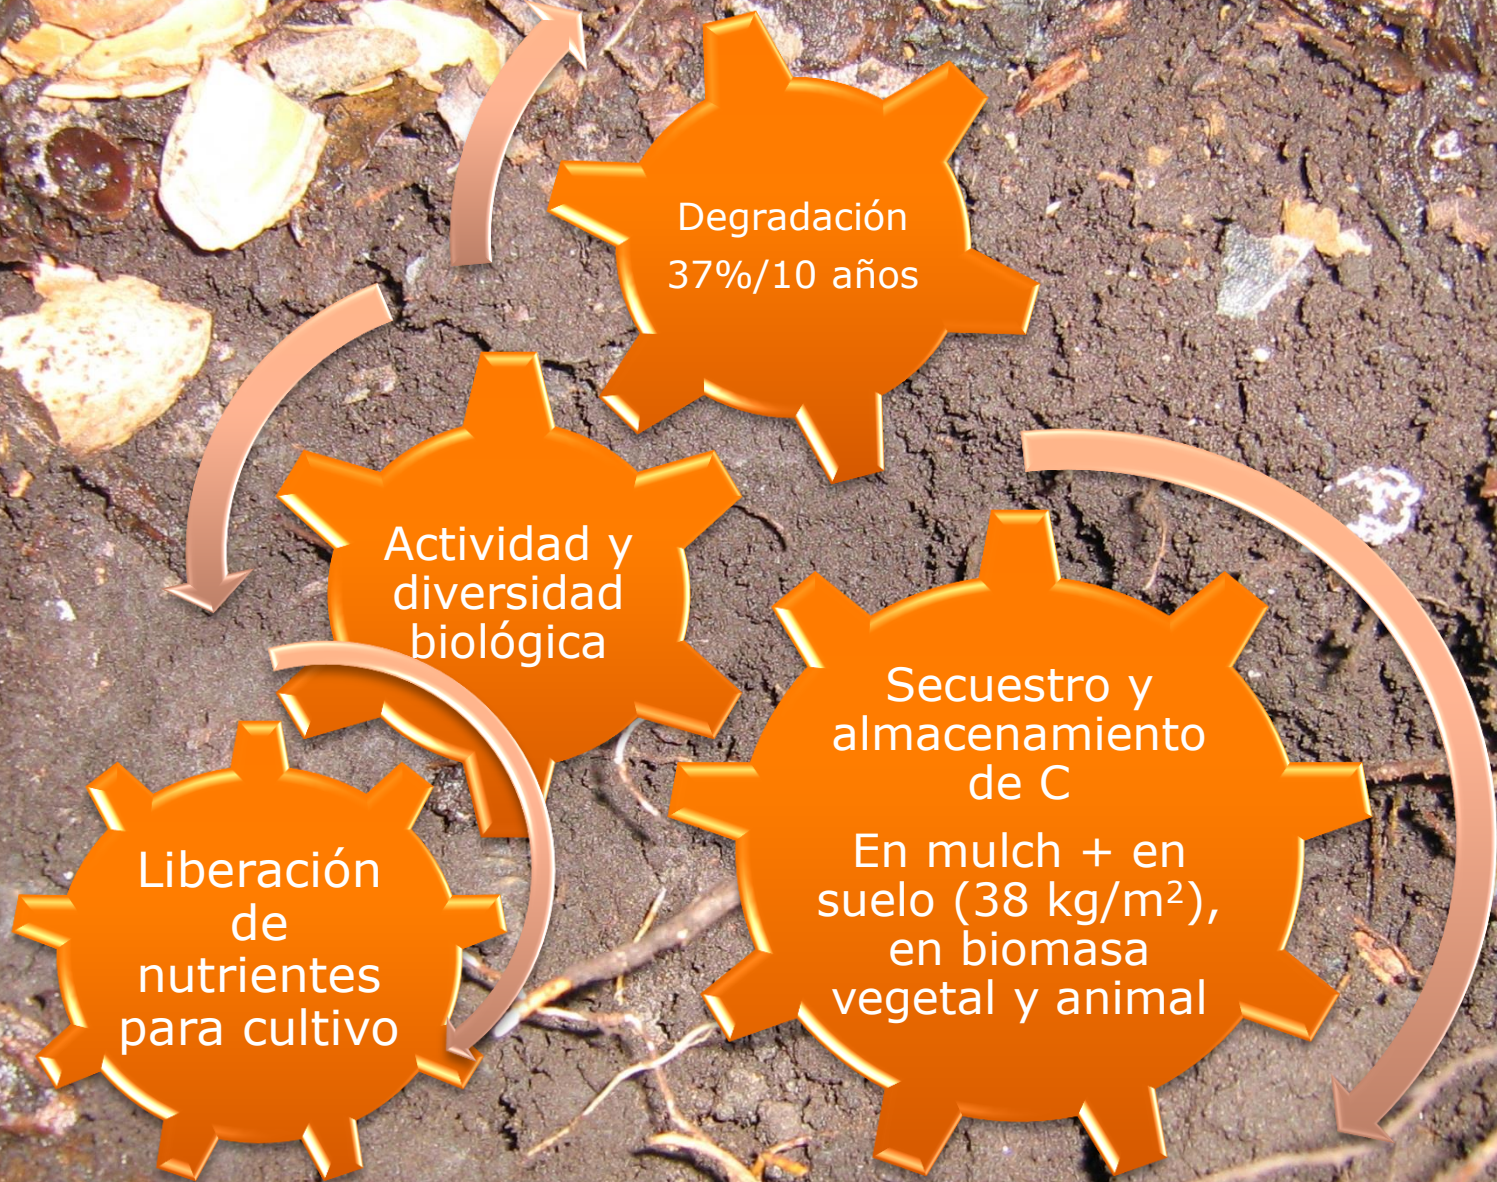 Degradación
37%/10 años
Actividad y
diversidad
biológica
Secuestro y
almacenamiento
de C
En mulch + en
suelo (38 kg/m²),
en biomasa
vegetal y animal
Liberación
de
nutrientes
para cultivo